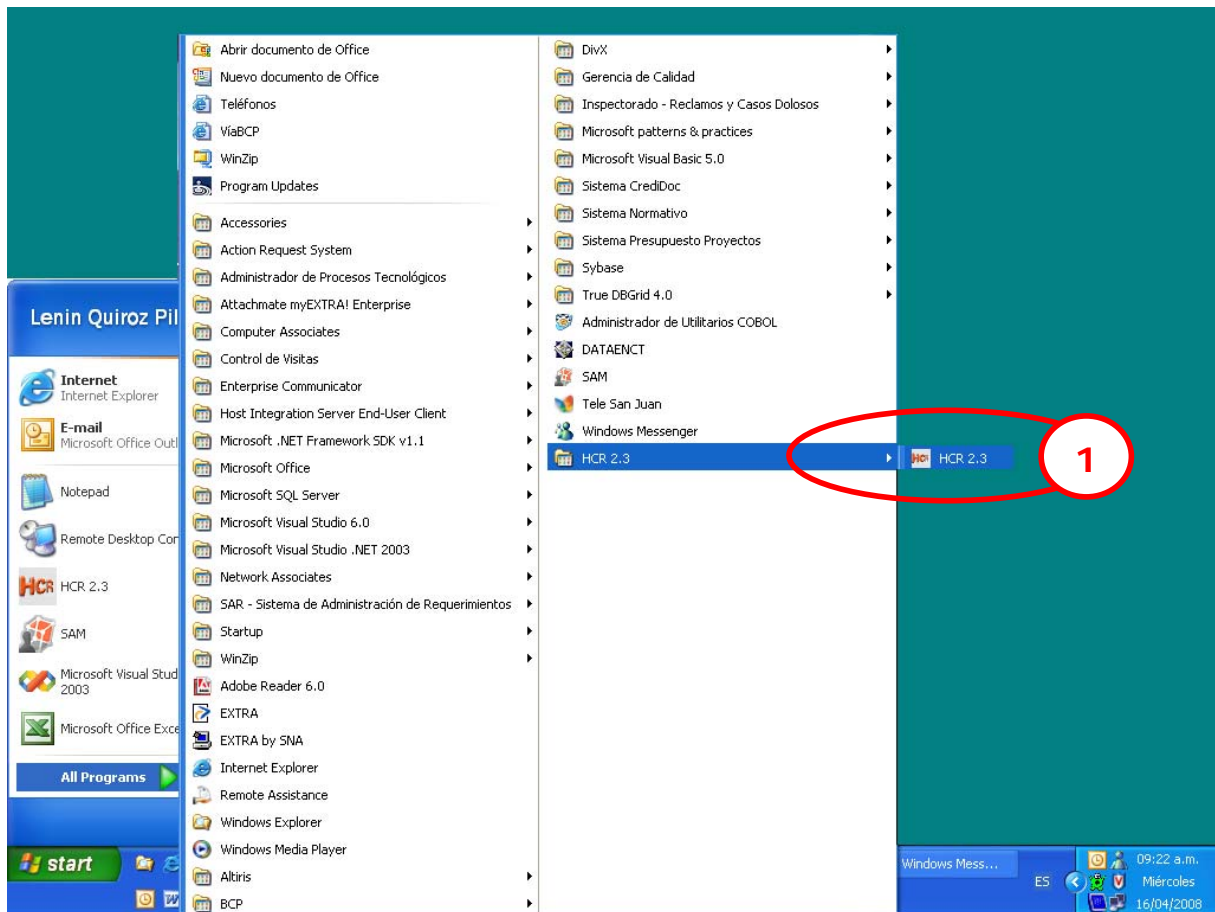 Abrir documento de Office
Nuevo documento de Office
Teléfonos
VíaBCP
WinZip
Program Updates
Accessories
Action Request System
Administrador de Procesos Tecnológicos
Attachmate myEXTRA! Enterprise
Computer Associates
Control de Visitas
Enterprise Communicator
Host Integration Server End-User Client
Microsoft .NET Framework SDK v1.1
Microsoft Office
Microsoft SQL Server
Microsoft Visual Studio 6.0
Microsoft Visual Studio .NET 2003
Network Associates
SAR - Sistema de Administración de Requerimientos
Startup
WinZip
Adobe Reader 6.0
EXTRA
EXTRA by SNA
Internet Explorer
Remote Assistance
Windows Explorer
Windows Media Player
Altiris
BCP
DivX
Gerencia de Calidad
Inspectorado - Reclamos y Casos Dolosos
Microsoft patterns & practices
Microsoft Visual Basic 5.0
Sistema CrediDoc
Sistema Normativo
Sistema Presupuesto Proyectos
Sybase
True DBGrid 4.0
Administrador de Utilitarios COBOL
DATAENCT
SAM
Tele San Juan
Windows Messenger
HCR 2.3
HCR HCR 2.3
1
Lenin Quiroz Pil
Internet
Internet Explorer
E-mail
Microsoft Office Outl
Notepad
Remote Desktop Con
HCR HCR 2.3
SAM
Microsoft Visual Stud
2003
Microsoft Office Exce
All Programs
start
Windows Mess...
ES
09:22 a.m.
Miércoles
16/04/2008